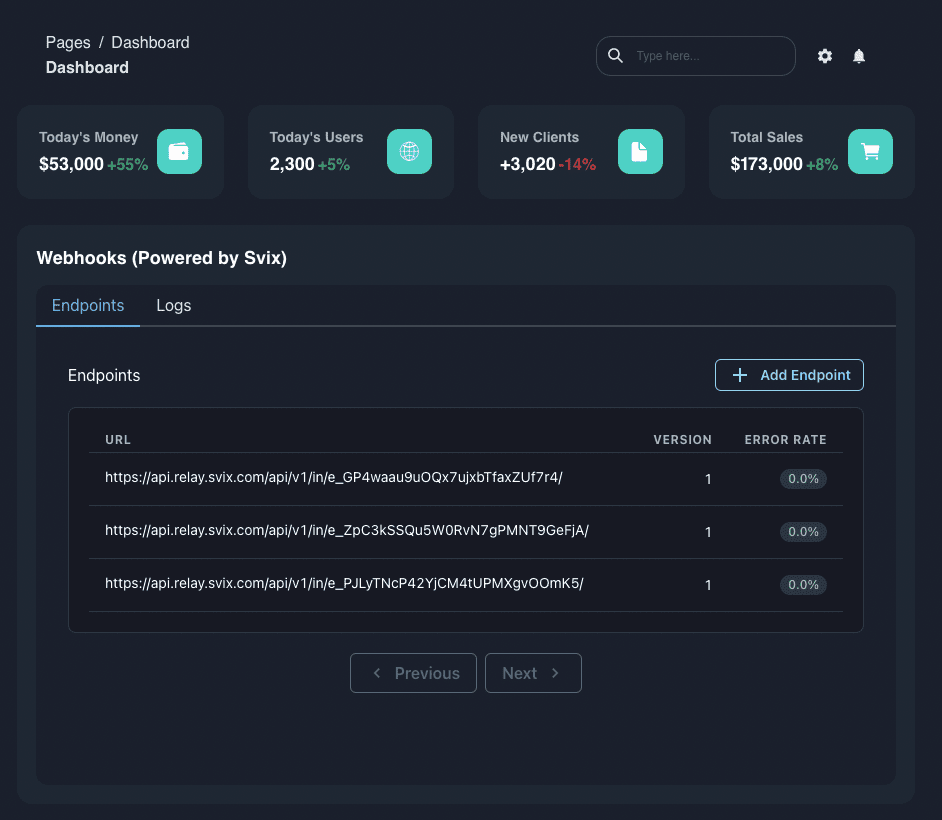 Pages / Dashboard
Dashboard
Type here...
Today's Money
$53,000 +55%
Today's Users
2,300 +5%
New Clients
+3,020 -14%
Total Sales
$173,000 +8%
Webhooks (Powered by Svix)
Endpoints Logs
Endpoints
Add Endpoint
URL VERSION ERROR RATE
https://api.relay.svix.com/api/v1/in/e_GP4waau9uOQx7ujxbTfaxZUf7r4/ 1 0.0%
https://api.relay.svix.com/api/v1/in/e_ZpC3kSSQu5W0RvN7gPMNT9GeFjA/ 1 0.0%
https://api.relay.svix.com/api/v1/in/e_PJLyTNcP42YjCM4tUPMXgvOOmK5/ 1 0.0%
Previous Next